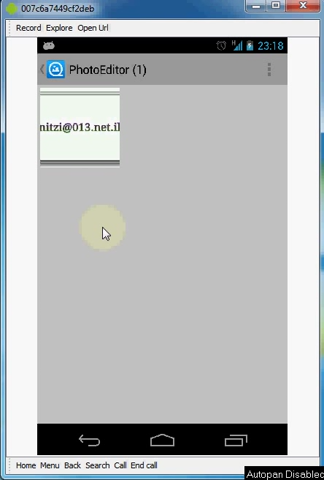 007c6a7449cf2deb
Record Explore Open Url
23:18
PhotoEditor (1)
nitzi@013.net.il
Home Menu Back Search Call End call
Autopan Disabled